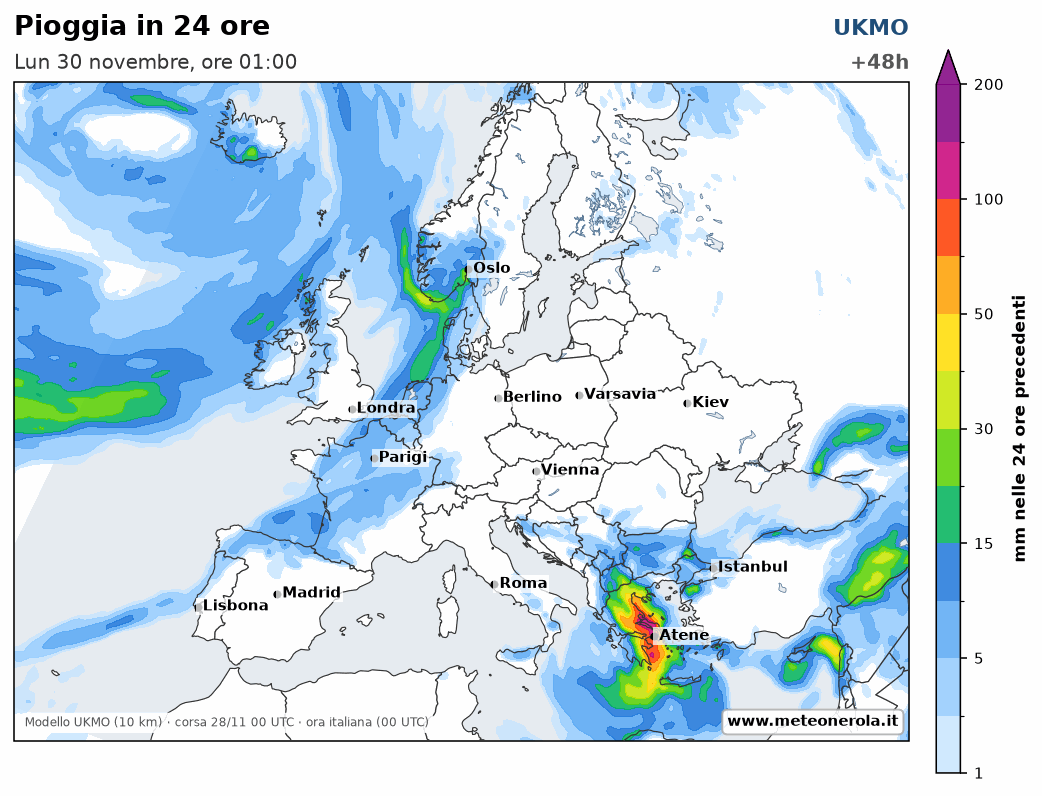 Pioggia in 24 ore
UKMO
Lun 30 novembre, ore 01:00
+48h
200
100
50
30
15
5
1
mm nelle 24 ore precedenti
Oslo
Berlino
Varsavia
Kiev
Londra
Parigi
Vienna
Istanbul
Roma
Madrid
Lisbona
Atene
Modello UKMO (10 km) · corsa 28/11 00 UTC · ora italiana (00 UTC)
www.meteonerola.it